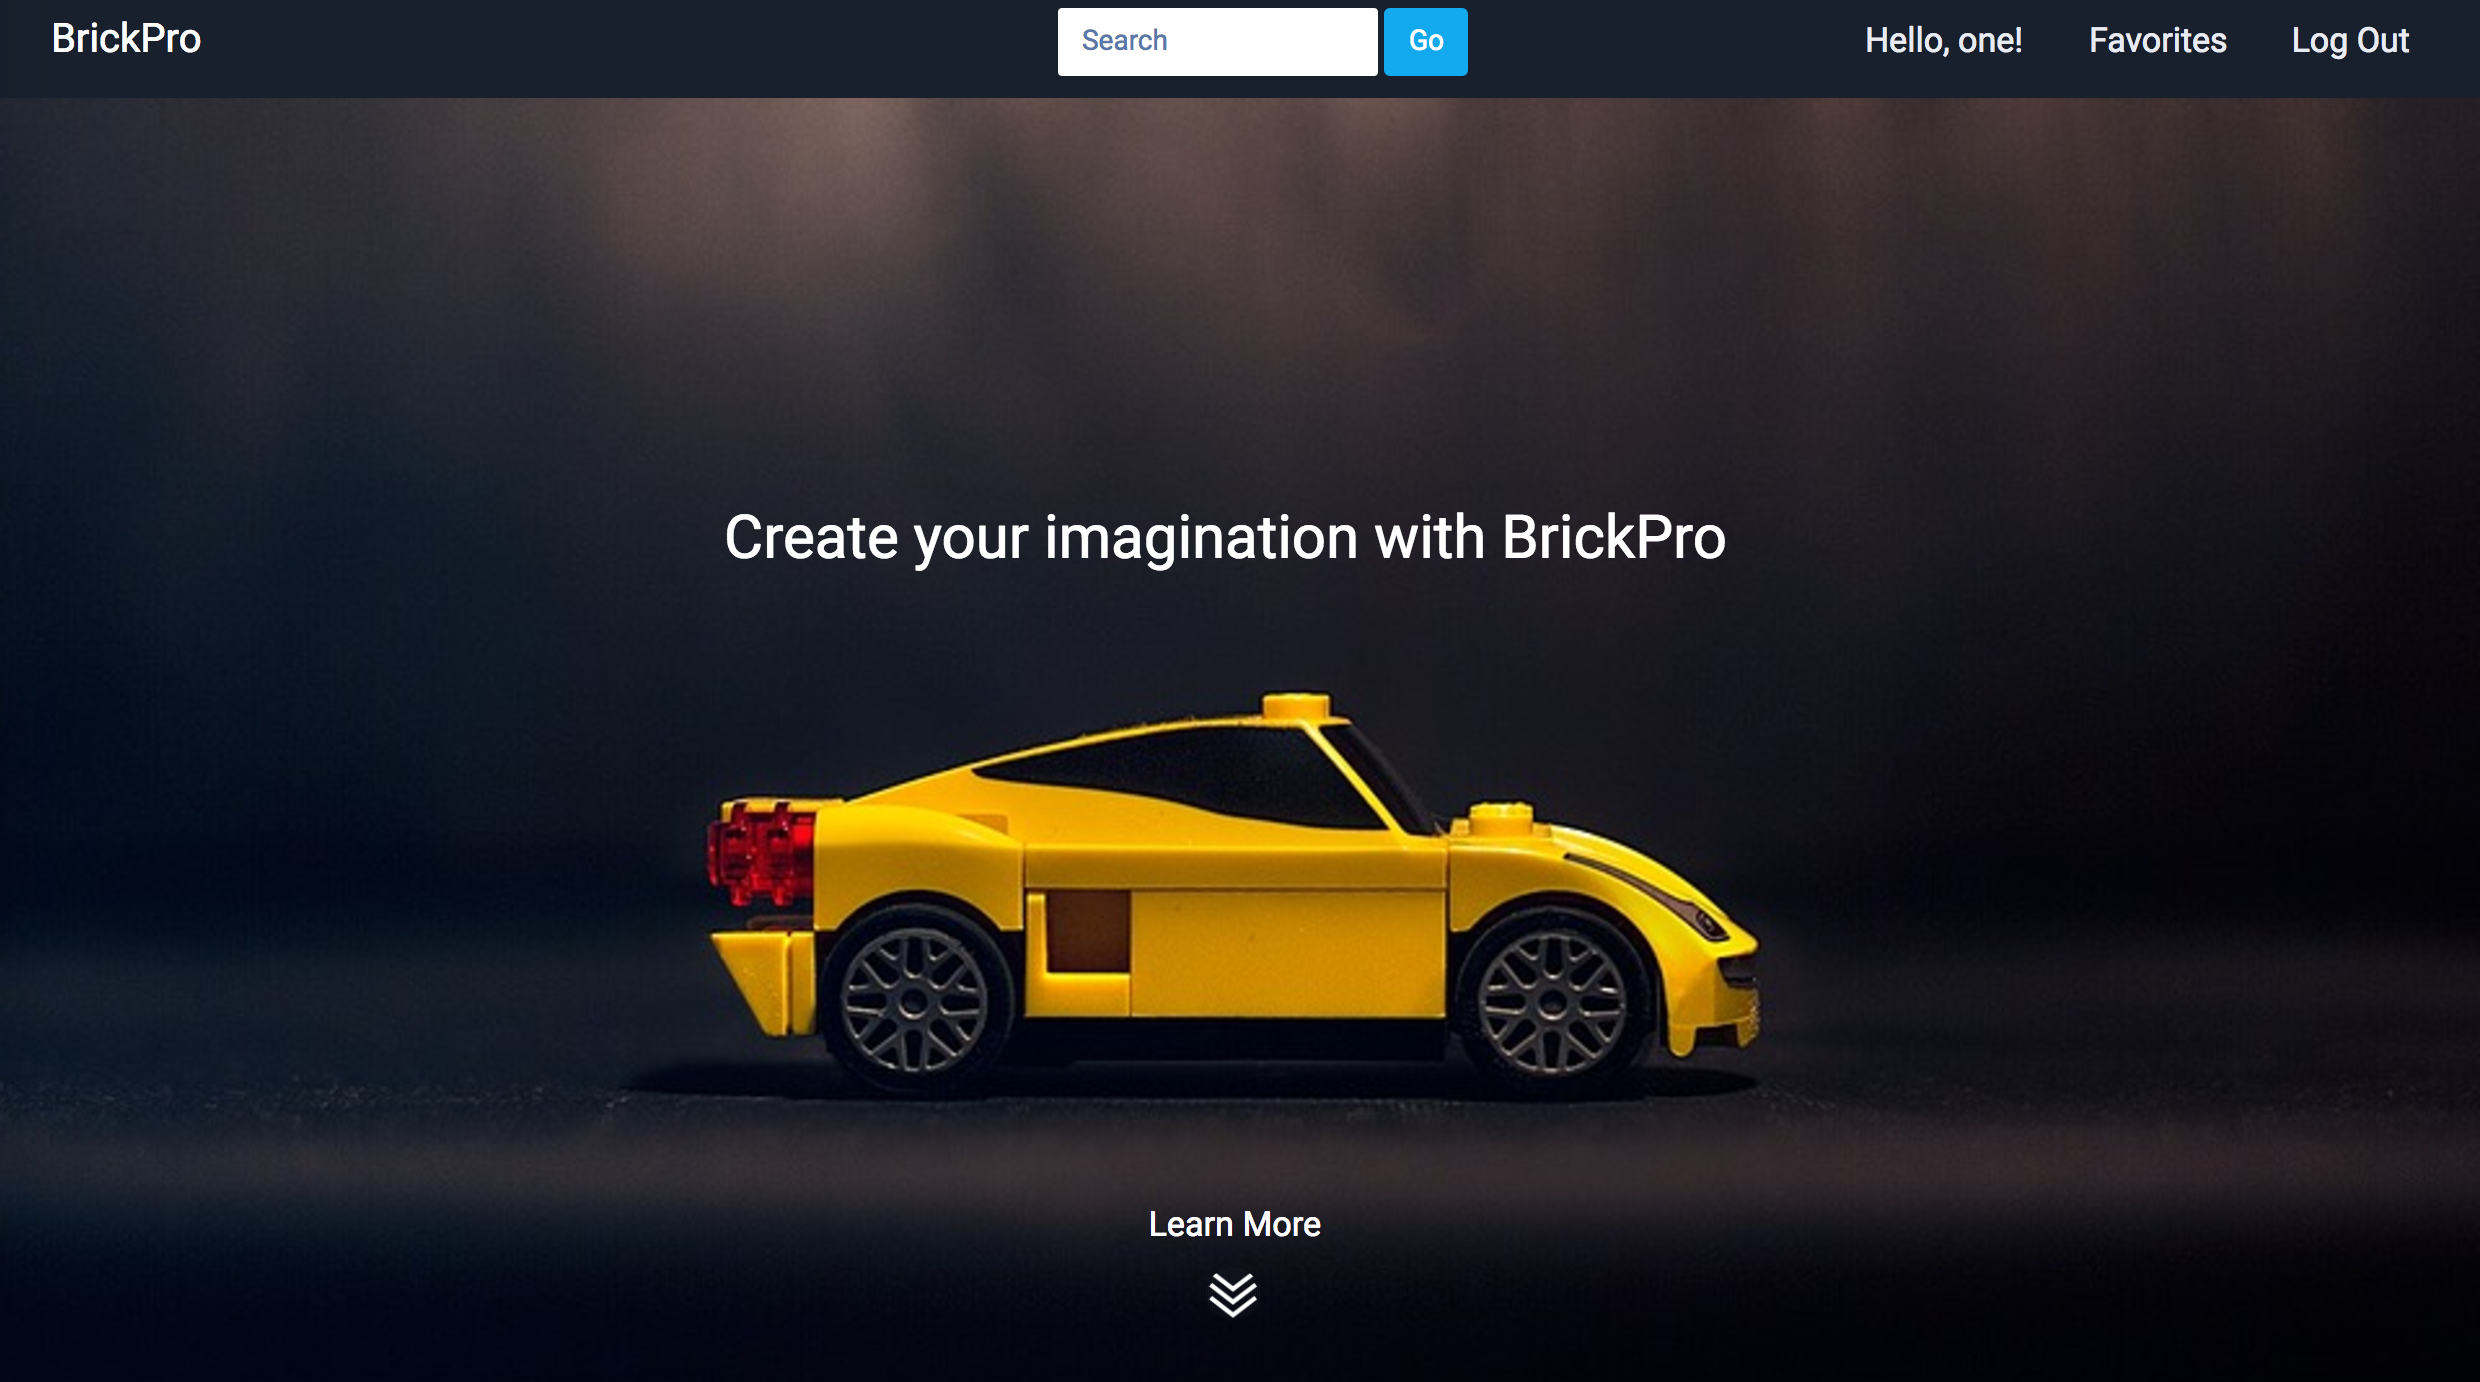 BrickPro
Search
Go
Hello, one!
Favorites
Log Out
Create your imagination with BrickPro
Learn More